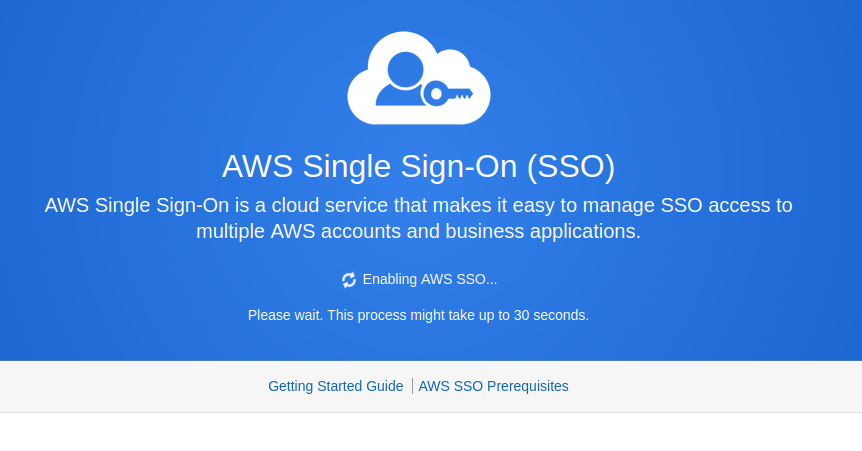 AWS Single Sign-On (SSO)
AWS Single Sign-On is a cloud service that makes it easy to manage SSO access to
multiple AWS accounts and business applications.
Enabling AWS SSO...
Please wait. This process might take up to 30 seconds.
Getting Started Guide | AWS SSO Prerequisites